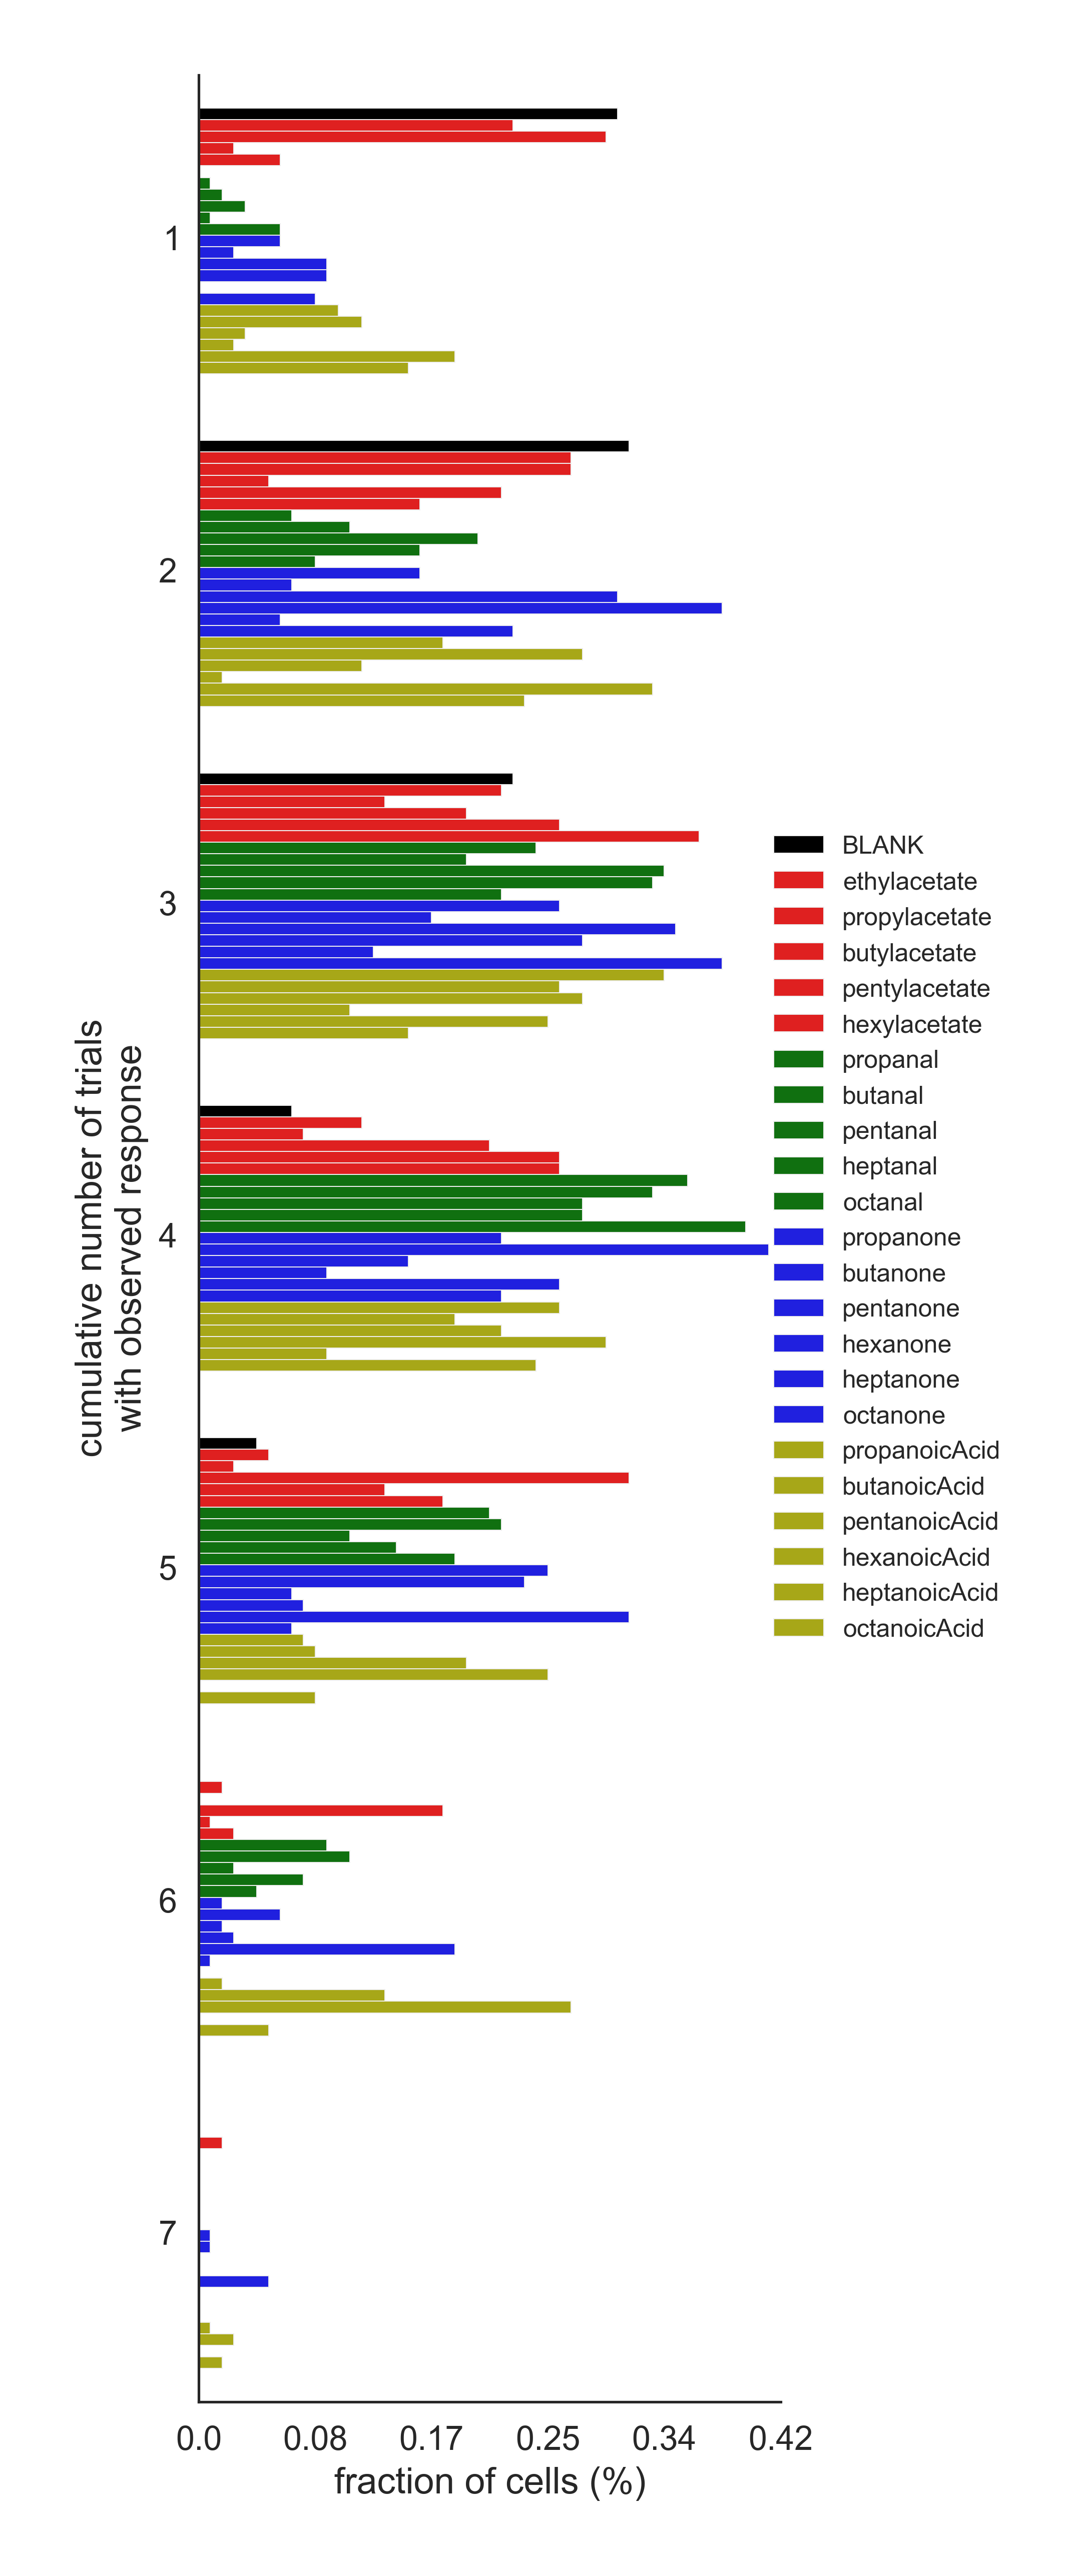 1
2
3
4
5
6
7
cumulative number of trials
with observed response
BLANK
ethylacetate
propylacetate
butylacetate
pentylacetate
hexylacetate
propanal
butanal
pentanal
heptanal
octanal
propanone
butanone
pentanone
hexanone
heptanone
octanone
propanoicAcid
butanoicAcid
pentanoicAcid
hexanoicAcid
heptanoicAcid
octanoicAcid
0.0 0.08 0.17 0.25 0.34 0.42
fraction of cells (%)